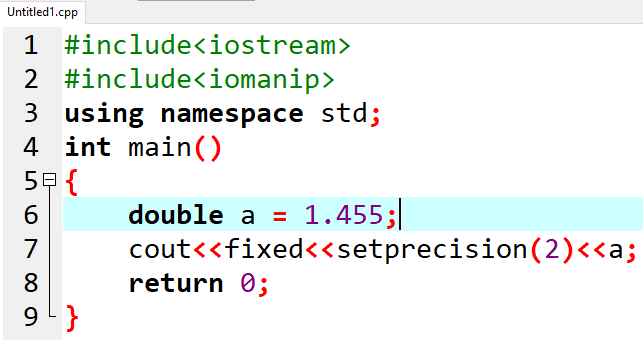 Untitled1.cpp
1 #include<iostream>
2 #include<iomanip>
3 using namespace std;
4 int main()
5 {
6 double a = 1.455;
7 cout<<fixed<<setprecision(2)<<a;
8 return 0;
9 }